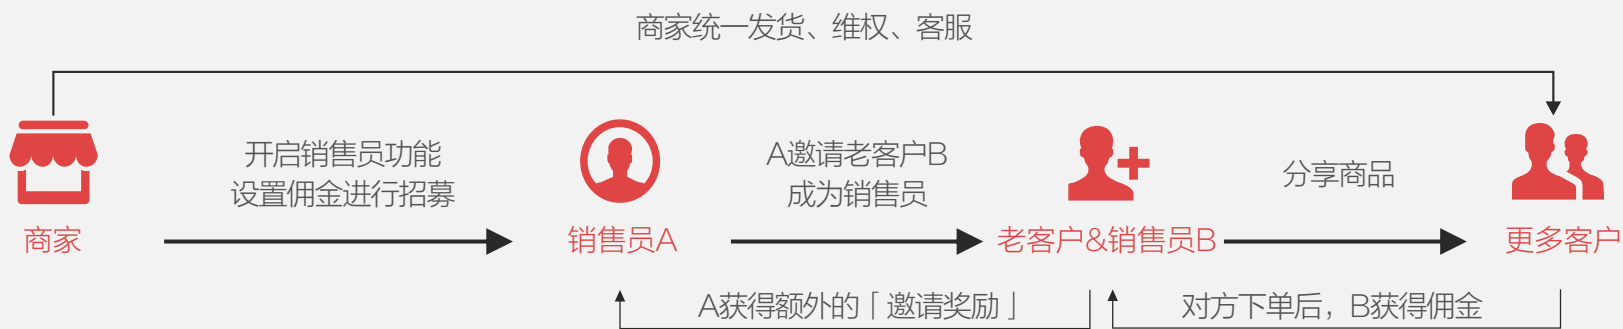 商家统一发货、维权、客服
开启销售员功能
设置佣金进行招募
A邀请老客户B
成为销售员
分享商品
商家
销售员A
老客户&销售员B
更多客户
A获得额外的「邀请奖励」
对方下单后，B获得佣金